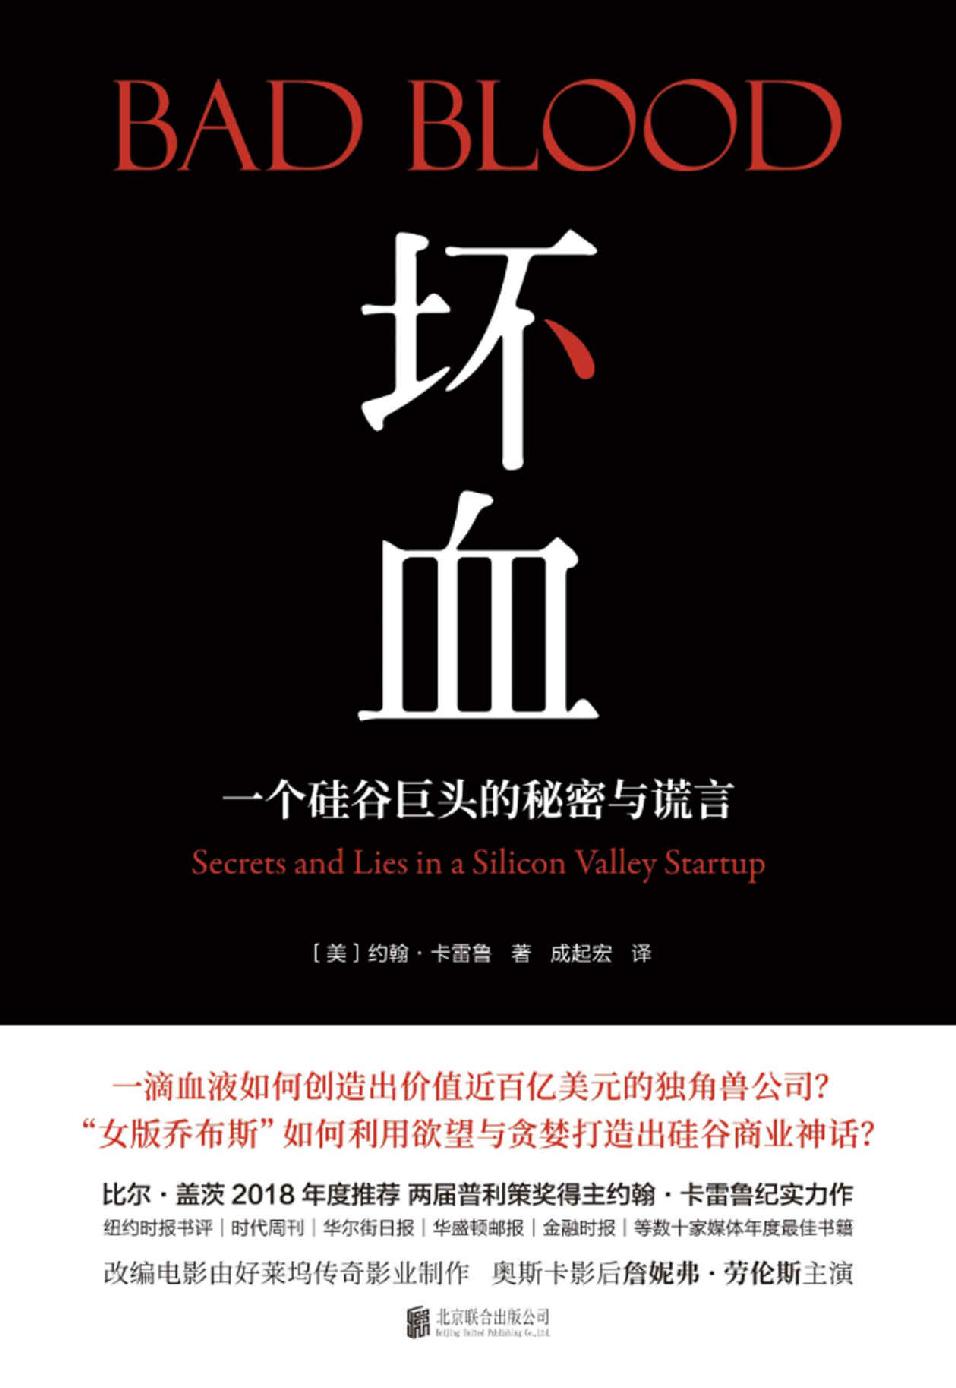 BAD BLOOD
坏
血
一个硅谷巨头的秘密与谎言
Secrets and Lies in a Silicon Valley Startup
[美]约翰·卡雷鲁 著 成起宏 译
一滴血液如何创造出价值近百亿美元的独角兽公司?
“女版乔布斯”如何利用欲望与贪婪打造出硅谷商业神话?
比尔·盖茨 2018 年度推荐 两届普利策奖得主约翰·卡雷鲁纪实力作
纽约时报书评|时代周刊|华尔街日报|华盛顿邮报|金融时报|等数十家媒体年度最佳书籍
改编电影由好莱坞传奇影业制作 奥斯卡影后詹妮弗·劳伦斯主演
北京联合出版公司
Beijing United Publishing Co.,Ltd.